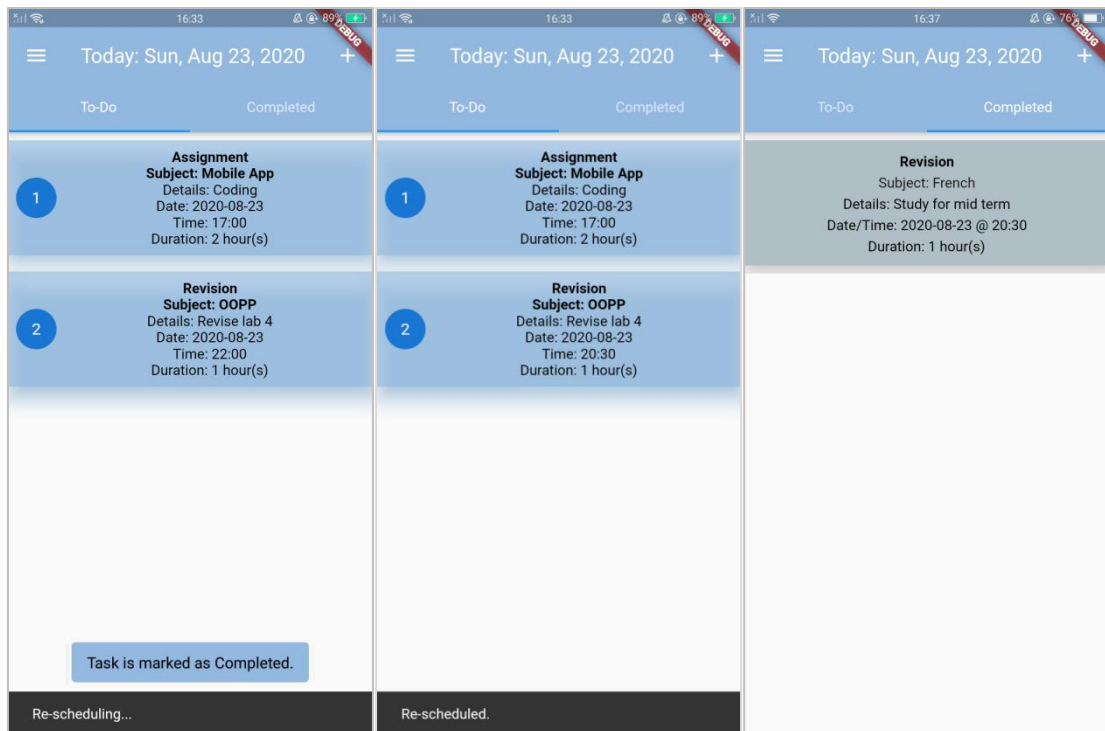 16:33
89%
DEBUG
Today: Sun, Aug 23, 2020
+
To-Do
Completed
Assignment
Subject: Mobile App
1
Details: Coding
Date: 2020-08-23
Time: 17:00
Duration: 2 hour(s)
Revision
Subject: OOPP
2
Details: Revise lab 4
Date: 2020-08-23
Time: 22:00
Duration: 1 hour(s)
Task is marked as Completed.
Re-scheduling...
16:33
89%
DEBUG
Today: Sun, Aug 23, 2020
+
To-Do
Completed
Assignment
Subject: Mobile App
1
Details: Coding
Date: 2020-08-23
Time: 17:00
Duration: 2 hour(s)
Revision
Subject: OOPP
2
Details: Revise lab 4
Date: 2020-08-23
Time: 20:30
Duration: 1 hour(s)
Re-scheduled.
16:37
76%
DEBUG
Today: Sun, Aug 23, 2020
+
To-Do
Completed
Revision
Subject: French
Details: Study for mid term
Date/Time: 2020-08-23 @ 20:30
Duration: 1 hour(s)